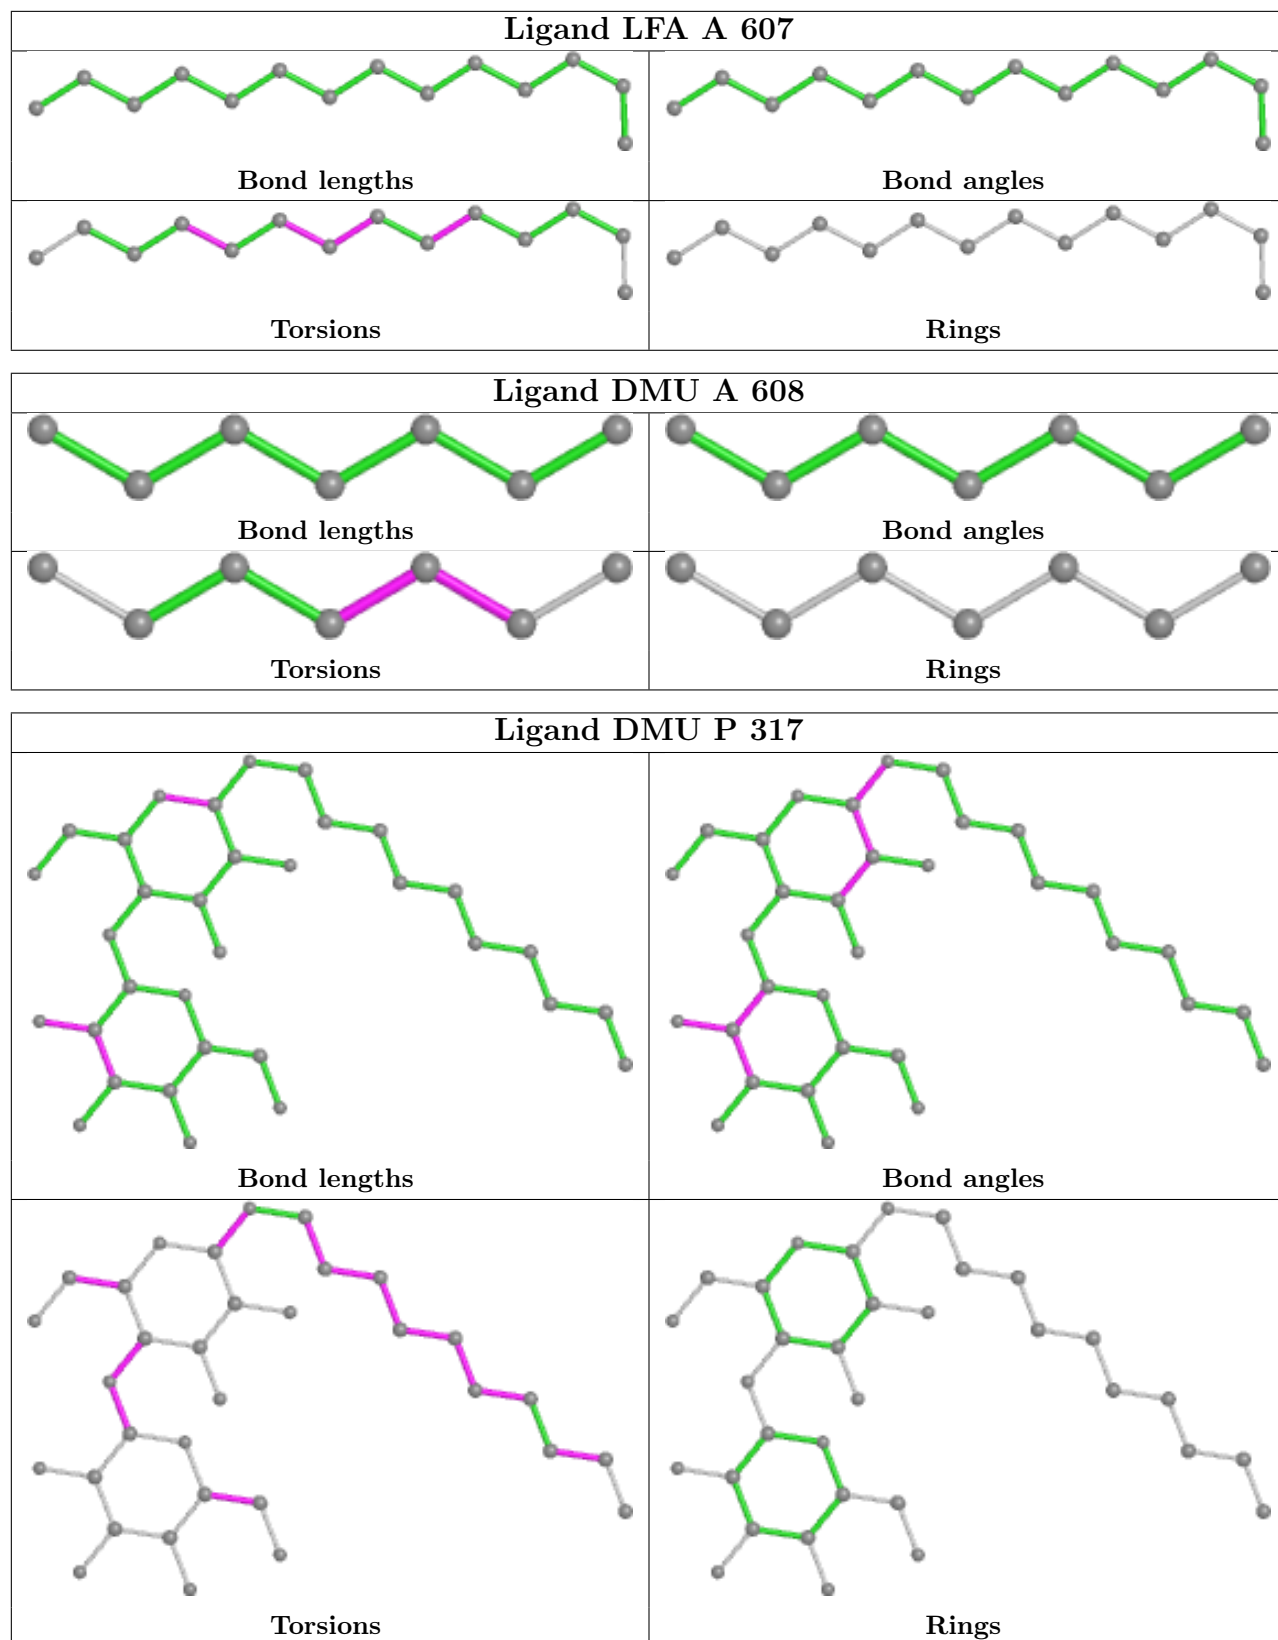 Ligand LFA A 607
Bond lengths
Bond angles
Torsions
Rings
Ligand DMU A 608
Bond lengths
Bond angles
Torsions
Rings
Ligand DMU P 317
Bond lengths
Bond angles
Torsions
Rings